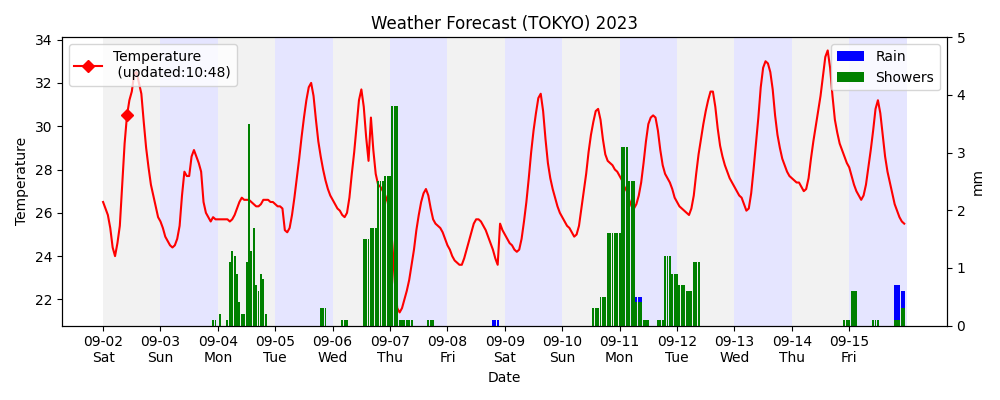 Weather Forecast (TOKYO) 2023
Temperature
(updated:10:48)
Rain
Showers
Temperature
34
32
30
28
26
24
22
5
4
3
2
1
0
mm
09-02 09-03 09-04 09-05 09-06 09-07 09-08 09-09 09-10 09-11 09-12 09-13 09-14 09-15
Sat Sun Mon Tue Wed Thu Fri Sat Sun Mon Tue Wed Thu Fri
Date